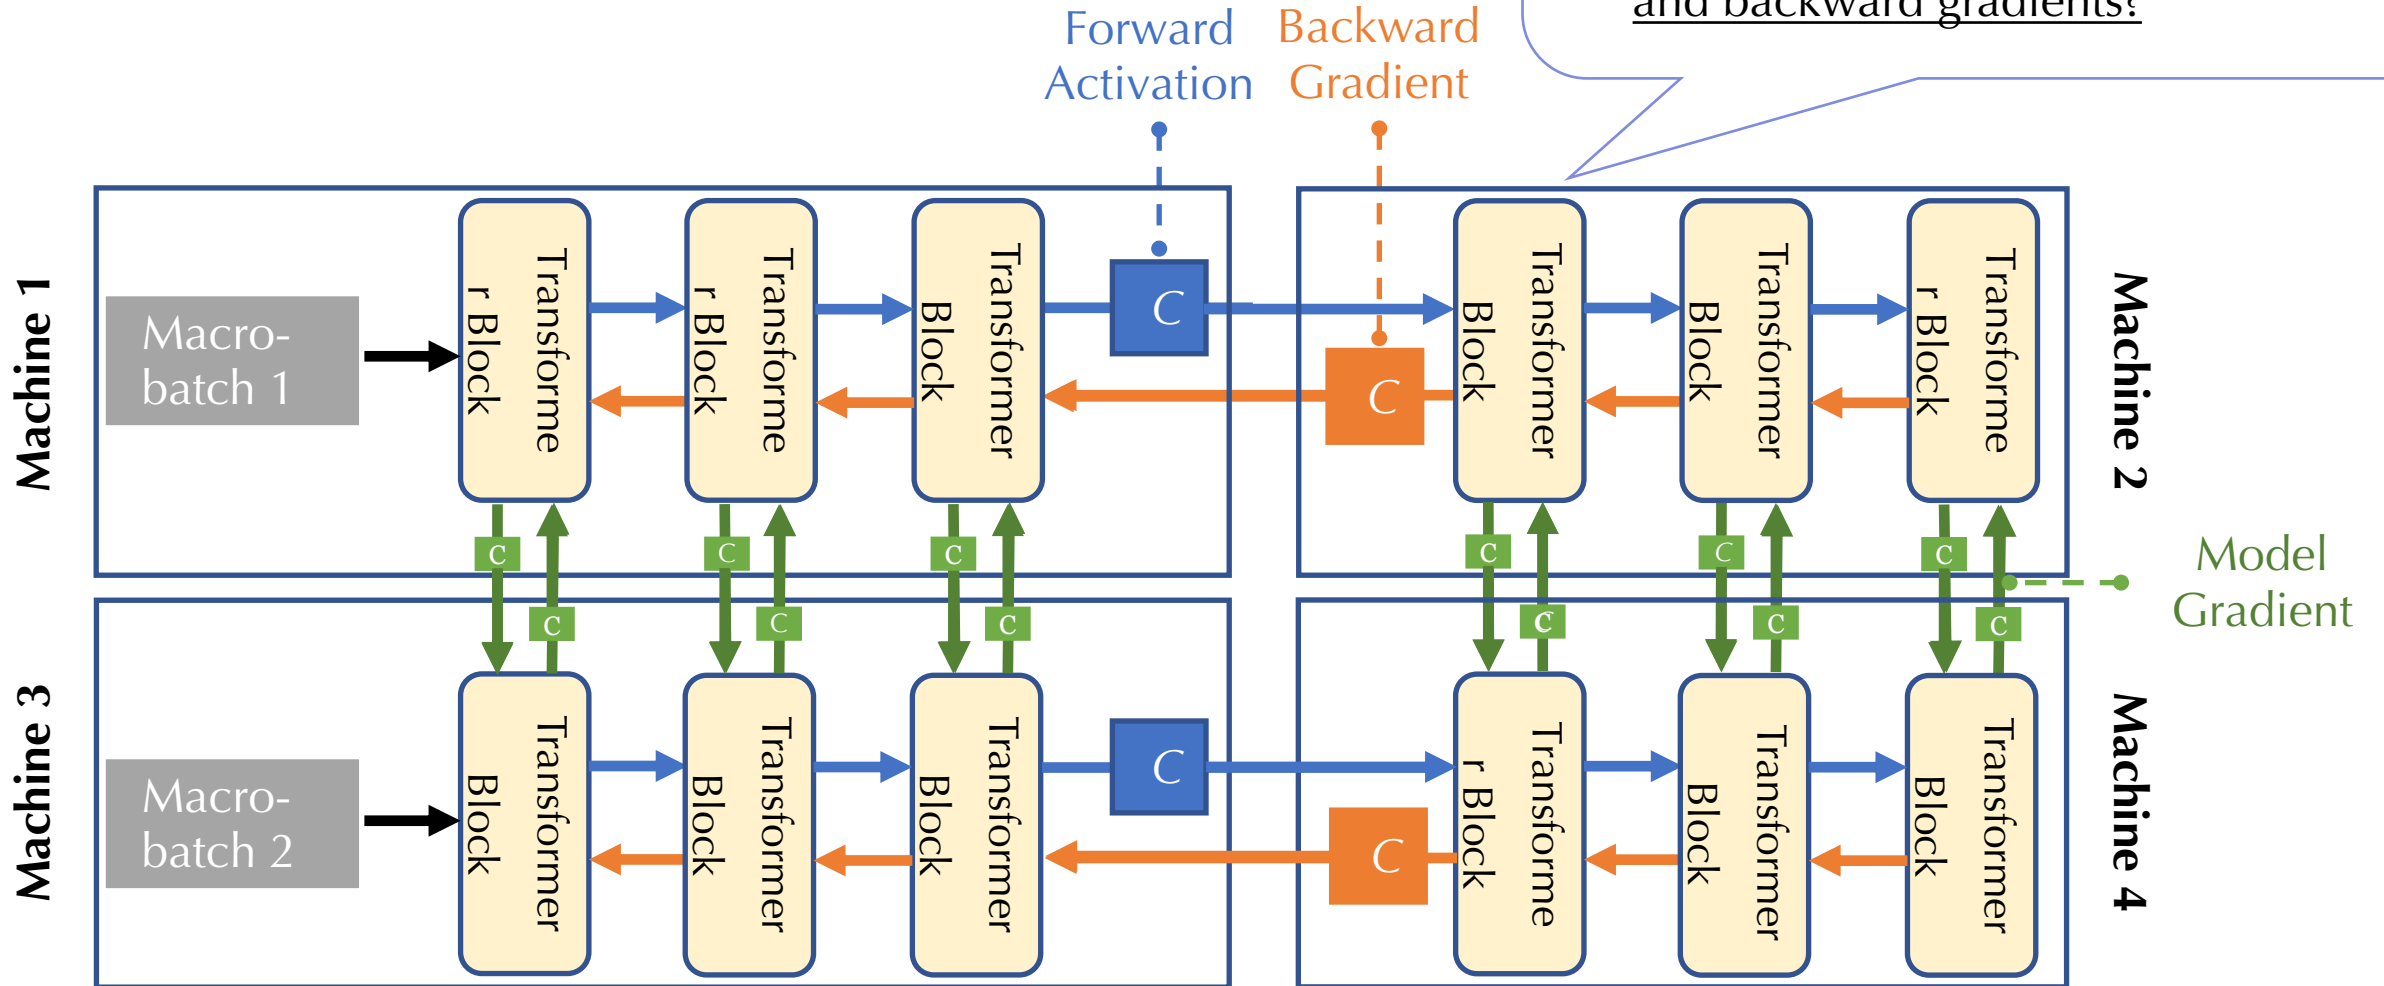 and backward gradients?
Forward
Activation
Backward
Gradient
Machine 1
Macro-
batch 1
Transforme
r Block
Transforme
r Block
Transformer
Block
C
C
Transformer
Block
Transformer
Block
Transforme
r Block
Machine 2
C
C
C
C
C
C
C
C
C
C
C
C
Model
Gradient
Machine 3
Macro-
batch 2
Transformer
Block
Transformer
Block
Transformer
Block
C
C
Transforme
r Block
Transformer
Block
Transformer
Block
Machine 4